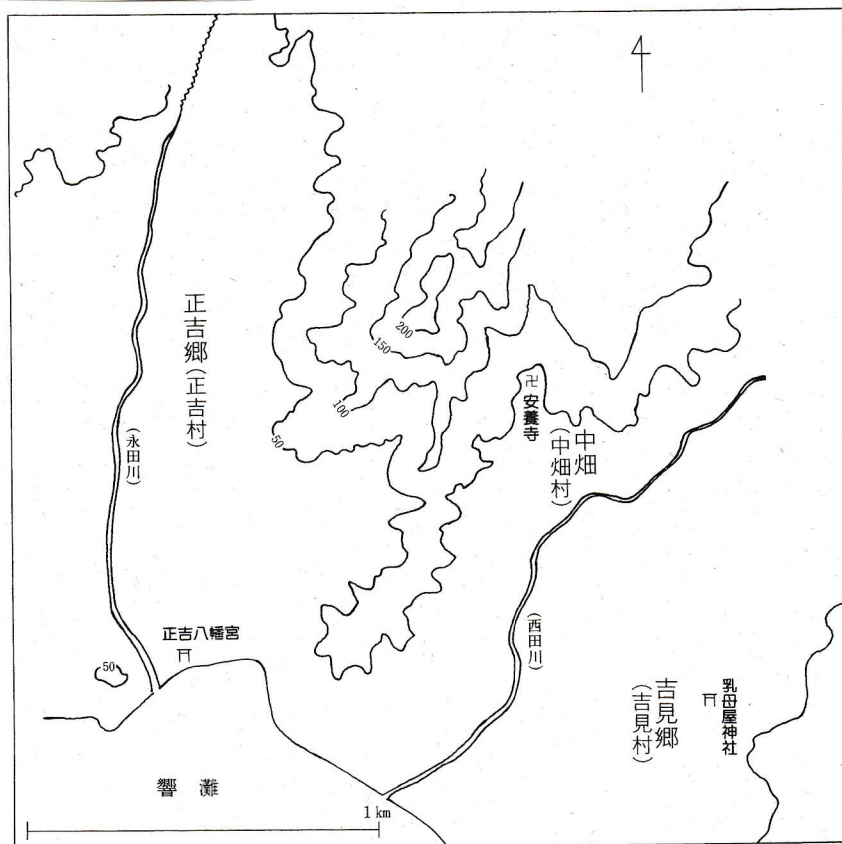 正吉郷(正吉村)
(永田川)
200
150
100
50
卍 安養寺
中畑
(中畑村)
(西田川)
正吉八幡宮
50
吉見郷
(吉見村)
乳母屋神社
響灘
1km